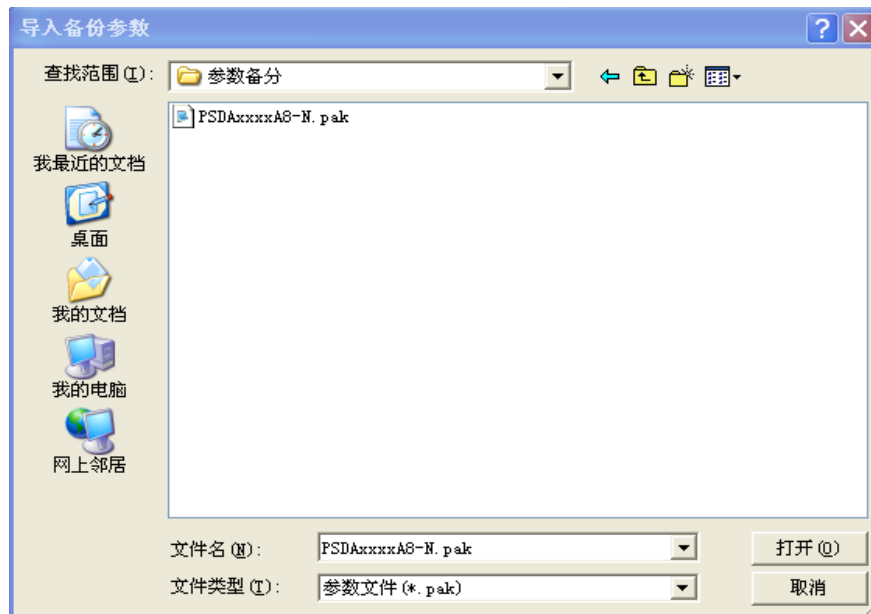 导入备份参数
查找范围(I): 参数备分
PSDAxxxxA8-N.pak
我最近的文档
桌面
我的文档
我的电脑
网上邻居
文件名(N): PSDAxxxxA8-N.pak 打开(O)
文件类型(T): 参数文件(*.pak) 取消